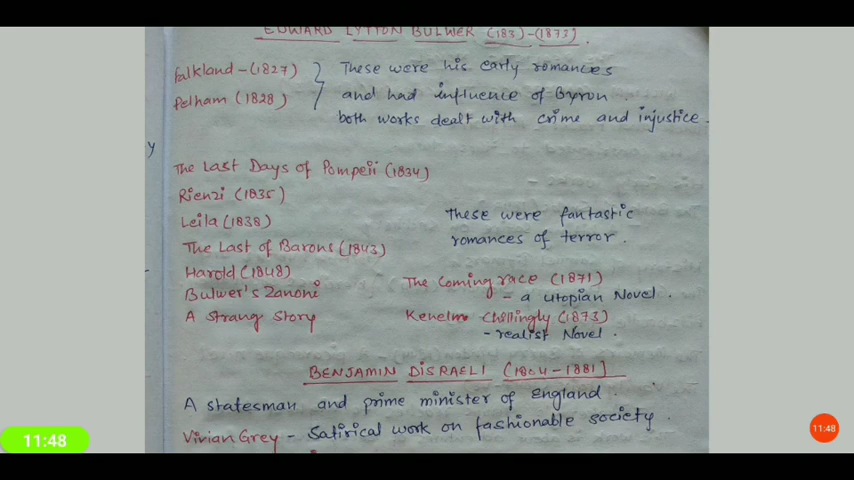 EDWARD LYTTON BULWER (1831-(1873)
Falkland - (1827)
Pelham (1828)
These were his early romances
and had influence of Byron.
both works dealt with crime and injustice.
y
The Last Days of Pompeii (1834)
Rienzi (1835)
Leila (1838)
The Last of Barons (1843)
Harold (1848)
Bulwer's Zanoni
A Strang Story
These were fantastic
romances of terror.
The Coming race (1871)
- a utopian Novel.
Kenelm Chillingly (1873)
- realist Novel.
BENJAMIN DISRAELI (1804-1881)
A statesman and prime minister of England
Vivian Grey - Satirical work on fashionable society.
11:48
11:48